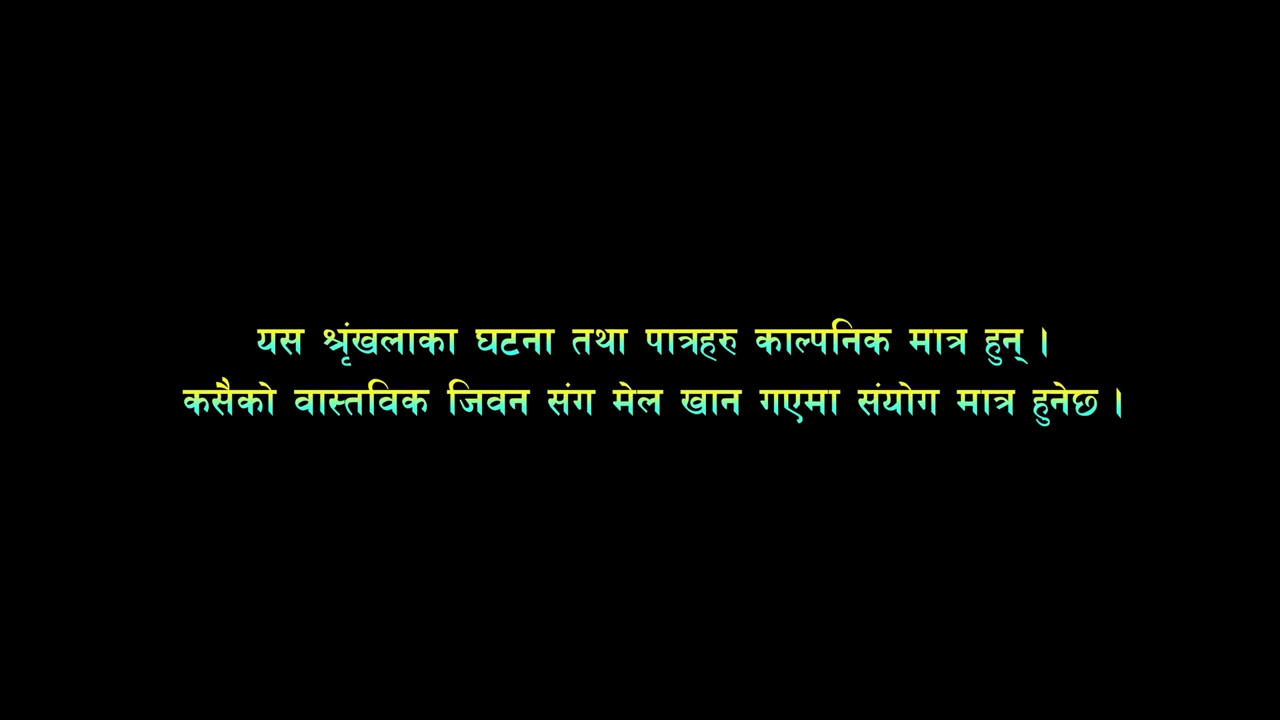 यस श्रृंखलाका घटना तथा पात्रहरु काल्पनिक मात्र हुन् ।
कसैको वास्तविक जिवन संग मेल खान गएमा संयोग मात्र हुनेछ ।